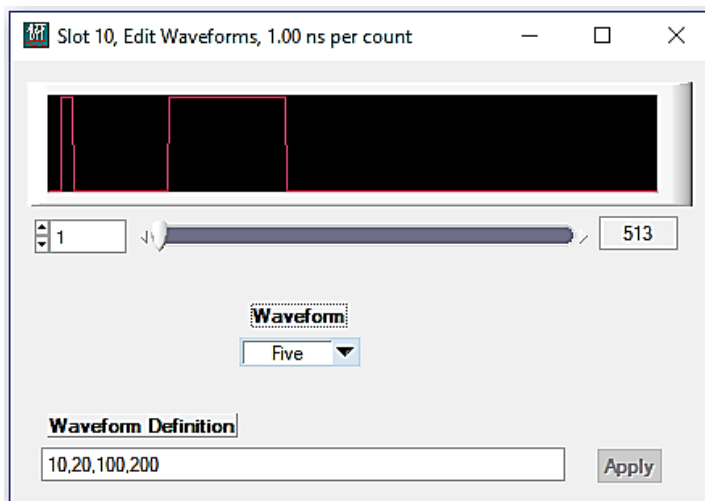 Slot 10, Edit Waveforms, 1.00 ns per count
1
513
Waveform
Five
Waveform Definition
10,20,100,200
Apply